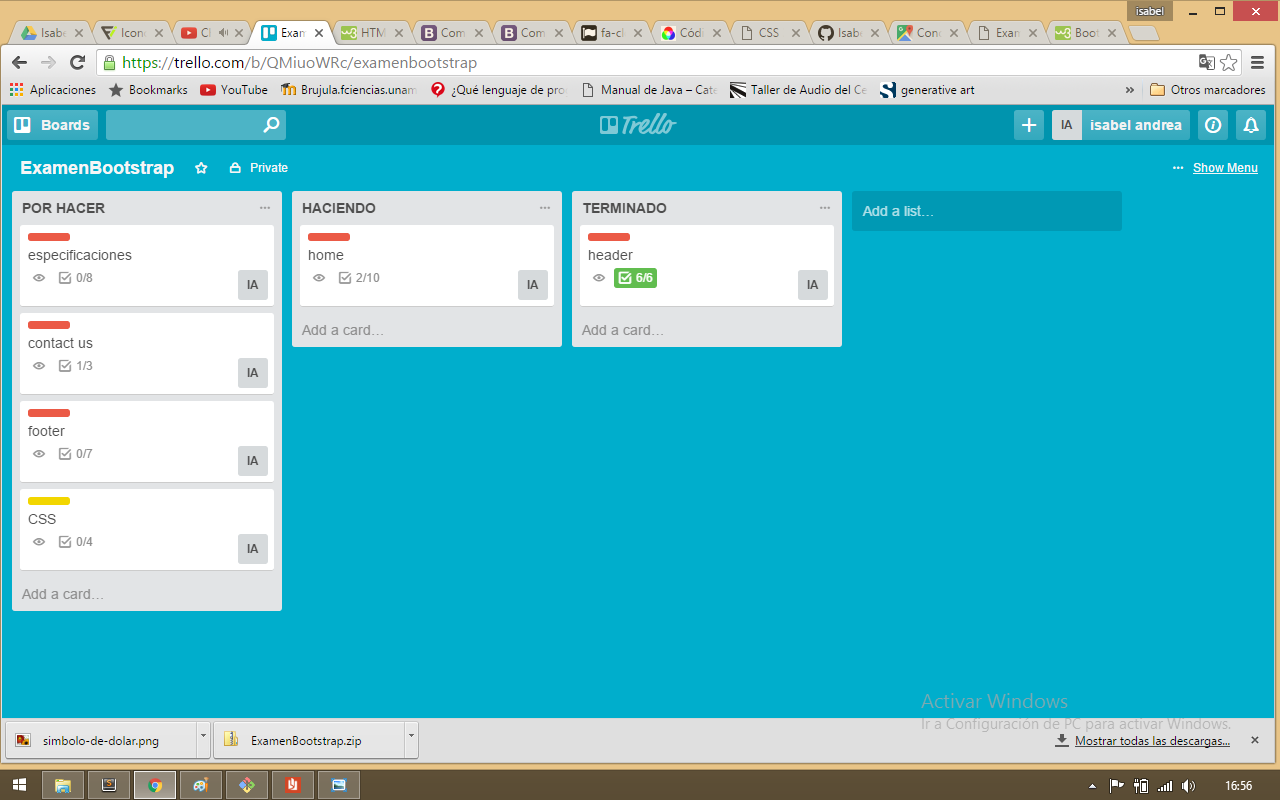 isabel
Isabe
Icon
Cl
Exan
HTM
Com
Com
fa-cl
Códi
CSS
Isabe
Conc
Exan
Boot
https://trello.com/b/QMiuoWRc/examenbootstrap
Aplicaciones
Bookmarks
YouTube
Brujula.fciencias.unam
¿Qué lenguaje de pro
Manual de Java – Cate
Taller de Audio del Ce
generative art
»
Otros marcadores
Boards
Trello
IA
isabel andrea
ExamenBootstrap
Private
Show Menu
POR HACER
especificaciones
0/8
IA
contact us
1/3
IA
footer
0/7
IA
CSS
0/4
IA
Add a card…
HACIENDO
home
2/10
IA
Add a card…
TERMINADO
header
6/6
IA
Add a card…
Add a list…
Activar Windows
Ir a Configuración de PC para activar Windows.
simbolo-de-dolar.png
ExamenBootstrap.zip
Mostrar todas las descargas...
16:56